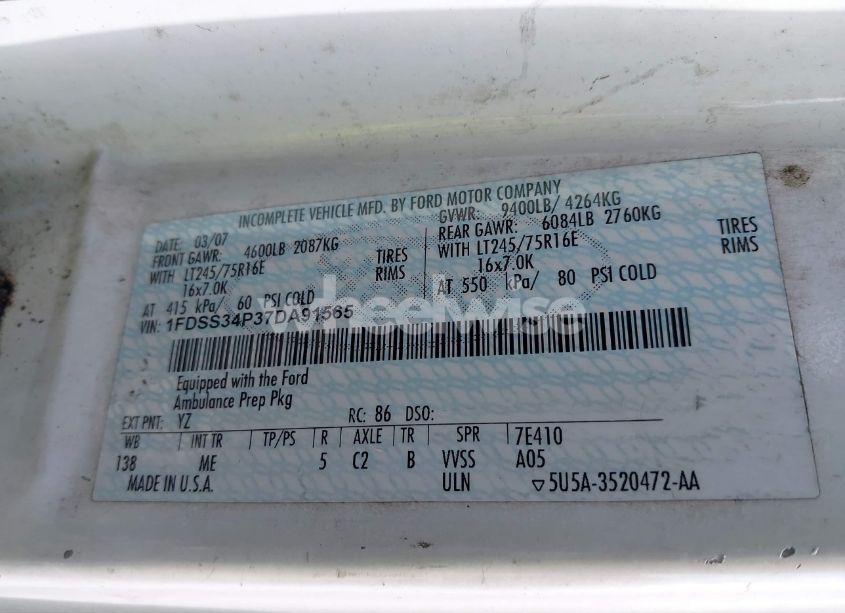 INCOMPLETE VEHICLE MFD. BY FORD MOTOR COMPANY
DATE: 03/07 GVWR: 9400LB/ 4264KG
FRONT GAWR: 4600LB 2087KG REAR GAWR: 6084LB 2760KG
WITH LT245/75R16E TIRES WITH LT245/75R16E TIRES
16x7.0K RIMS 16x7.0K RIMS
AT 415 kPa/ 60 PSI COLD AT 550 kPa/ 80 PSI COLD
VIN: 1FDSS34P37DA91565
wheelwise
Equipped with the Ford
Ambulance Prep Pkg
EXT PNT: YZ RC: 86 DSO:
WB INT TR TP/PS R AXLE TR SPR 7E410
138 ME 5 C2 B VVSS A05
MADE IN U.S.A. ULN ▽5U5A-3520472-AA